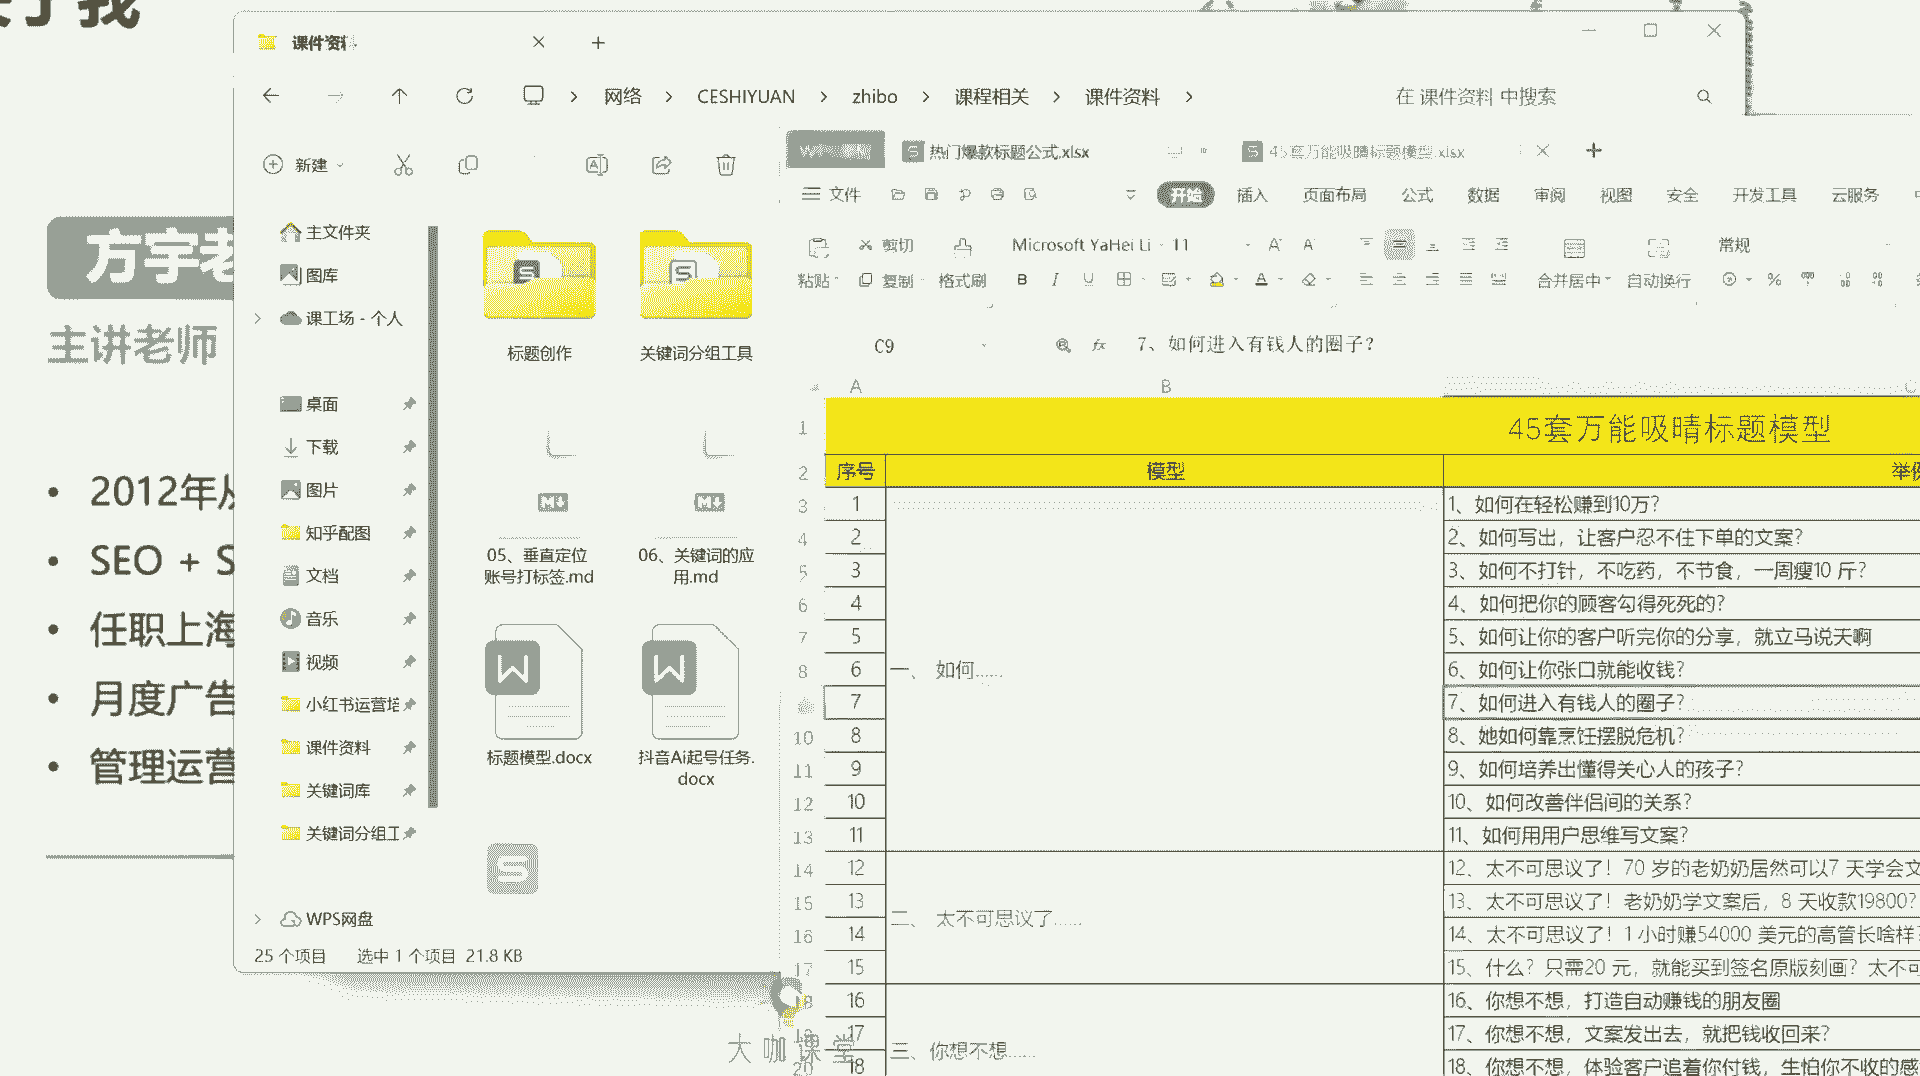 课件资料
网络 > CESHIYUAN > zhibo > 课程相关 > 课件资料 >
在 课件资料 中搜索
新建
主文件夹
图库
课工场 - 个人
桌面
下载
图片
知乎配图
文档
音乐
视频
小红书运营培
课件资料
关键词库
关键词分组工
WPS网盘
标题创作
关键词分组工具
05、垂直定位
账号打标签.md
06、关键词的应
用.md
标题模型.docx
抖音Ai起号任务.
docx
25 个项目 选中 1 个项目 21.8 KB
方宇老
主讲老师
2012年从
SEO + S
任职上海
月度广告
管理运营
热门爆款标题公式.xlsx
45套万能吸睛标题模型.xlsx
文件
开始 插入 页面布局 公式 数据 审阅 视图 安全 开发工具 云服务
剪切
Microsoft YaHei Li 11
常规
粘贴 复制 格式刷
合并居中 自动换行
C9
fx 7、如何进入有钱人的圈子?
A B C
1 45套万能吸晴标题模型
2 序号 模型
3 1 1、如何在轻松赚到10万?
4 2 2、如何写出，让客户忍不住下单的文案?
5 3 3、如何不打针，不吃药，不节食，一周瘦10 斤?
6 4 4、如何把你的顾客勾得死死的?
7 5 5、如何让你的客户听完你的分享，就立马说天啊
8 6 一、 如何...... 6、如何让你张口就能收钱?
7 7、如何进入有钱人的圈子?
10 8 8、她如何靠烹饪摆脱危机?
11 9 9、如何培养出懂得关心人的孩子?
12 10 10、如何改善伴侣间的关系?
13 11 11、如何用用户思维写文案?
14 12 12、太不可思议了！70 岁的老奶奶居然可以7 天学会文
15 13 二、 太不可思议了...... 13、太不可思议了！老奶奶学文案后，8 天收款19800?
16 14 14、太不可思议了！1 小时赚54000 美元的高管长啥样?
17 15 15、什么？只需20 元，就能买到签名原版刻画？太不可
16 16、你想不想，打造自动赚钱的朋友圈
17 三、你想不想...... 17、你想不想，文案发出去，就把钱收回来?
20 18 18、你想不想，体验客户追着你付钱，生怕你不收的感
大咖课堂